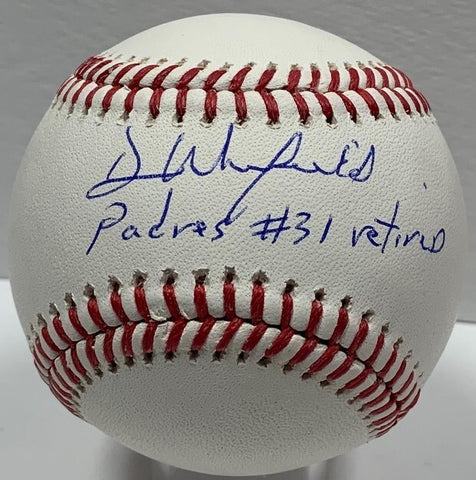 D Winfield
Padres #31 retired